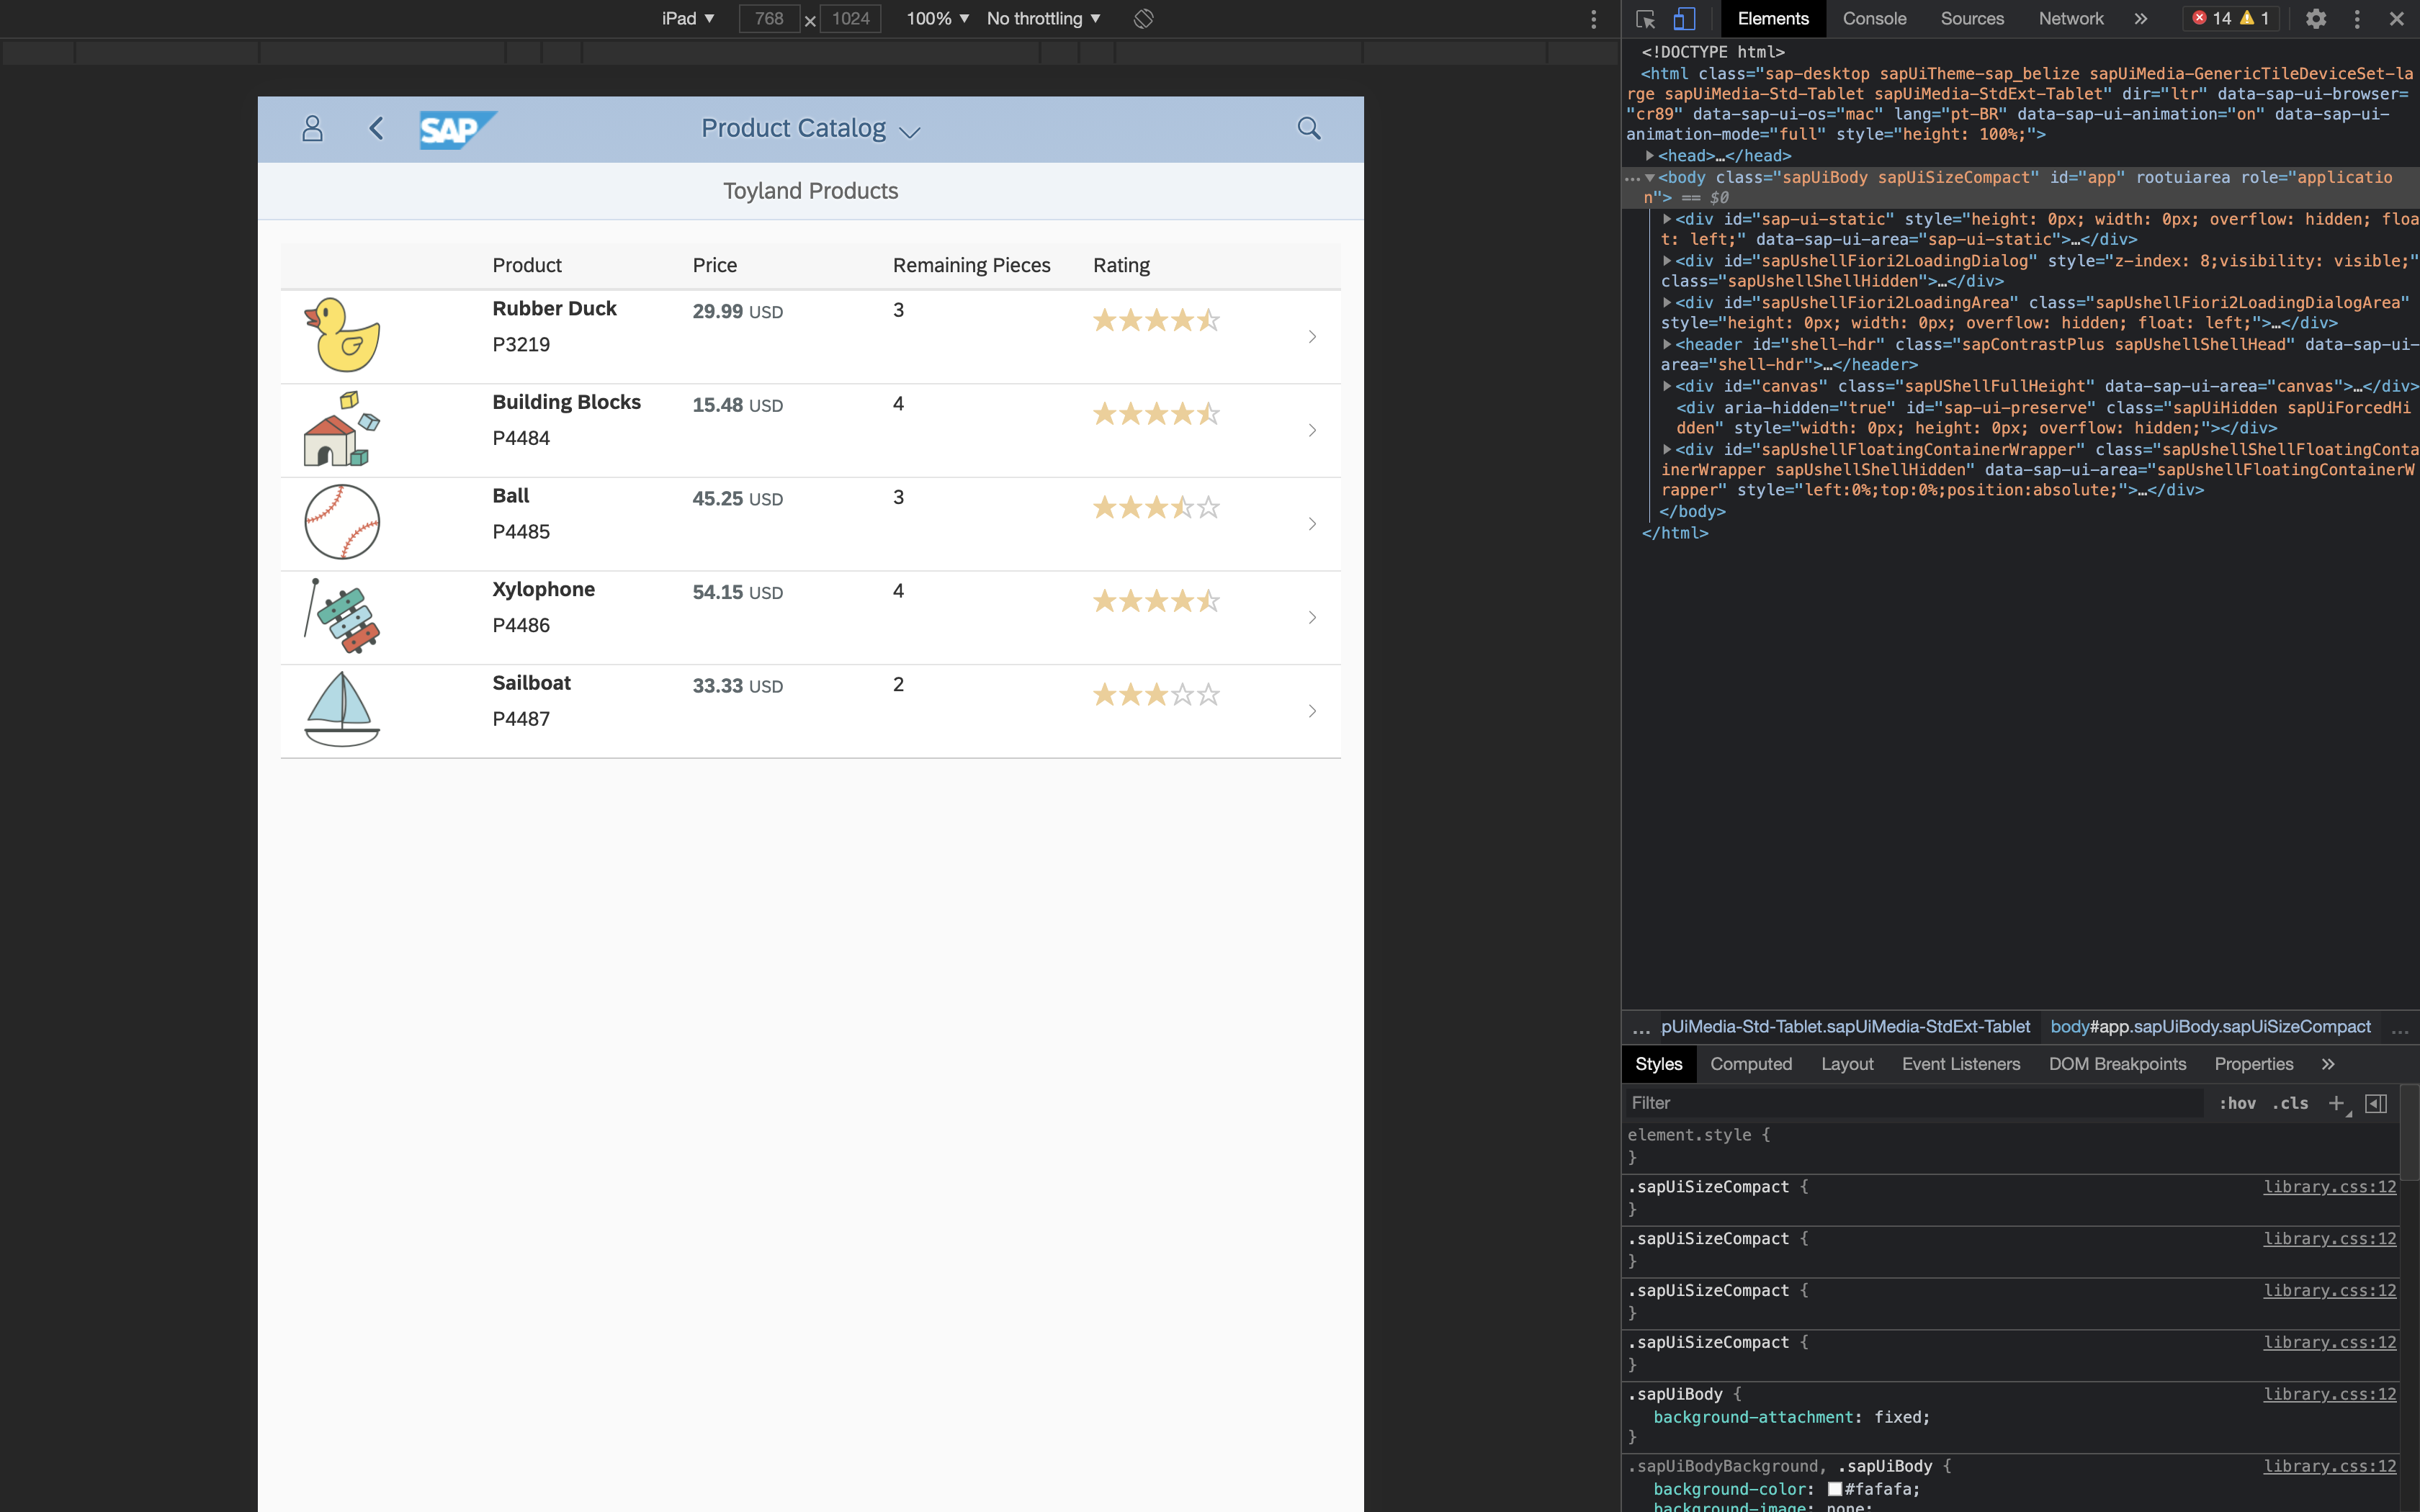 iPad ▼ 768 × 1024 100% ▼ No throttling ▼
SAP Product Catalog
Toyland Products
Product Price Remaining Pieces Rating
Rubber Duck 29.99 USD 3
P3219
Building Blocks 15.48 USD 4
P4484
Ball 45.25 USD 3
P4485
Xylophone 54.15 USD 4
P4486
Sailboat 33.33 USD 2
P4487
Elements Console Sources Network » 14 1
<!DOCTYPE html>
<html class="sap-desktop sapUiTheme-sap_belize sapUiMedia-GenericTileDeviceSet-la
rge sapUiMedia-Std-Tablet sapUiMedia-StdExt-Tablet" dir="ltr" data-sap-ui-browser=
"cr89" data-sap-ui-os="mac" lang="pt-BR" data-sap-ui-animation="on" data-sap-ui-
animation-mode="full" style="height: 100%;">
<head>…</head>
<body class="sapUiBody sapUiSizeCompact" id="app" rootuiarea role="applicatio
n"> == $0
<div id="sap-ui-static" style="height: 0px; width: 0px; overflow: hidden; floa
t: left;" data-sap-ui-area="sap-ui-static">…</div>
<div id="sapUshellFiori2LoadingDialog" style="z-index: 8;visibility: visible;"
class="sapUshellShellHidden">…</div>
<div id="sapUshellFiori2LoadingArea" class="sapUshellFiori2LoadingDialogArea"
style="height: 0px; width: 0px; overflow: hidden; float: left;">…</div>
<header id="shell-hdr" class="sapContrastPlus sapUshellShellHead" data-sap-ui-
area="shell-hdr">…</header>
<div id="canvas" class="sapUShellFullHeight" data-sap-ui-area="canvas">…</div>
<div aria-hidden="true" id="sap-ui-preserve" class="sapUiHidden sapUiForcedHi
dden" style="width: 0px; height: 0px; overflow: hidden;"></div>
<div id="sapUshellFloatingContainerWrapper" class="sapUshellShellFloatingConta
inerWrapper sapUshellShellHidden" data-sap-ui-area="sapUshellFloatingContainerW
rapper" style="left:0%;top:0%;position:absolute;">…</div>
</body>
</html>
… pUiMedia-Std-Tablet.sapUiMedia-StdExt-Tablet body#app.sapUiBody.sapUiSizeCompact …
Styles Computed Layout Event Listeners DOM Breakpoints Properties »
Filter :hov .cls +
element.style {
}
.sapUiSizeCompact { library.css:12
}
.sapUiSizeCompact { library.css:12
}
.sapUiSizeCompact { library.css:12
}
.sapUiSizeCompact { library.css:12
}
.sapUiBody { library.css:12
background-attachment: fixed;
}
.sapUiBodyBackground, .sapUiBody { library.css:12
background-color: #fafafa;
background-image: none;